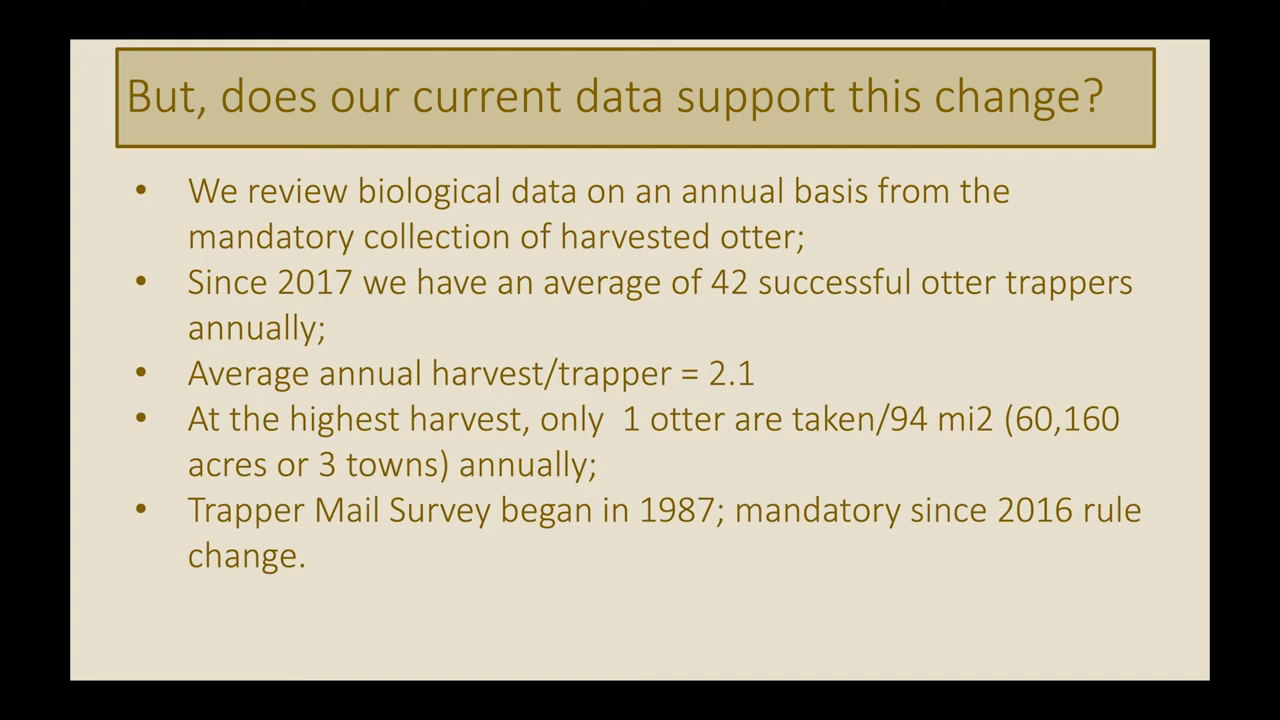 But, does our current data support this change?
• We review biological data on an annual basis from the
mandatory collection of harvested otter;
• Since 2017 we have an average of 42 successful otter trappers
annually;
• Average annual harvest/trapper = 2.1
• At the highest harvest, only  1 otter are taken/94 mi2 (60,160
acres or 3 towns) annually;
• Trapper Mail Survey began in 1987; mandatory since 2016 rule
change.